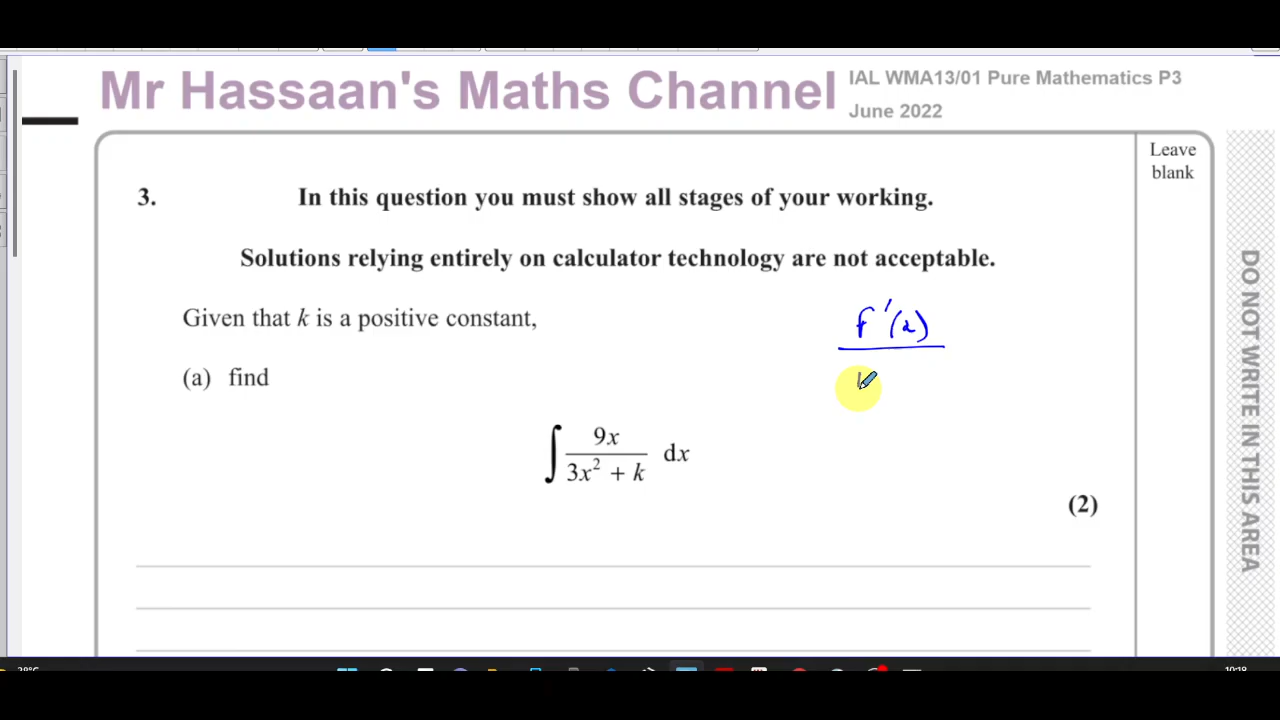 Mr Hassaan's Maths Channel
IAL WMA13/01 Pure Mathematics P3
June 2022
Leave
blank
3. In this question you must show all stages of your working.
Solutions relying entirely on calculator technology are not acceptable.
Given that k is a positive constant,
f'(x)
(a) find
∫ 9x / (3x² + k) dx
(2)
DO NOT WRITE IN THIS AREA